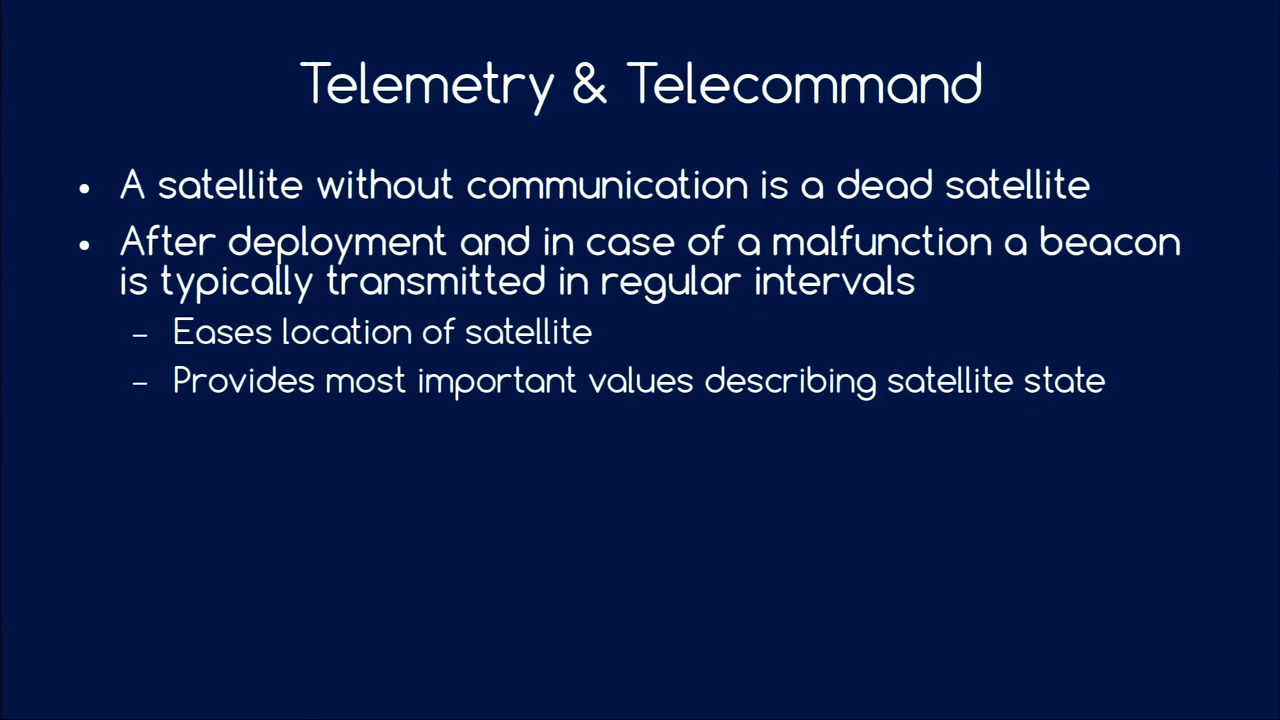 Telemetry & Telecommand
• A satellite without communication is a dead satellite
• After deployment and in case of a malfunction a beacon
is typically transmitted in regular intervals
– Eases location of satellite
– Provides most important values describing satellite state